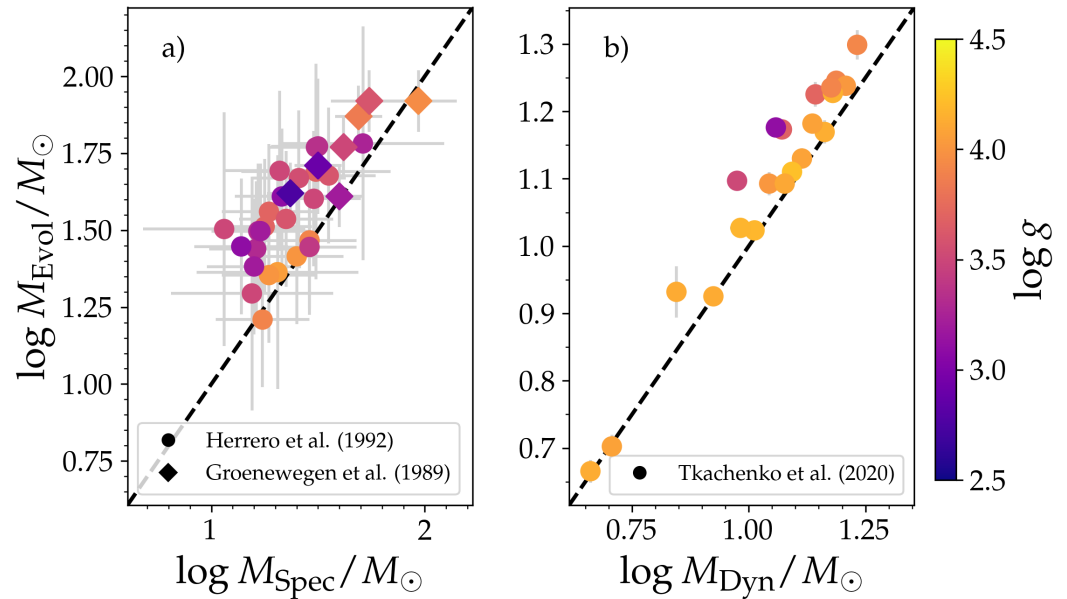 a)
2.00
1.75
1.50
1.25
1.00
0.75
log M_Evol/M_☉
Herrero et al. (1992)
Groenewegen et al. (1989)
1 2
log M_Spec/M_☉
b)
1.3
1.2
1.1
1.0
0.9
0.8
0.7
Tkachenko et al. (2020)
0.75 1.00 1.25
log M_Dyn/M_☉
4.5
4.0
3.5
3.0
2.5
log g